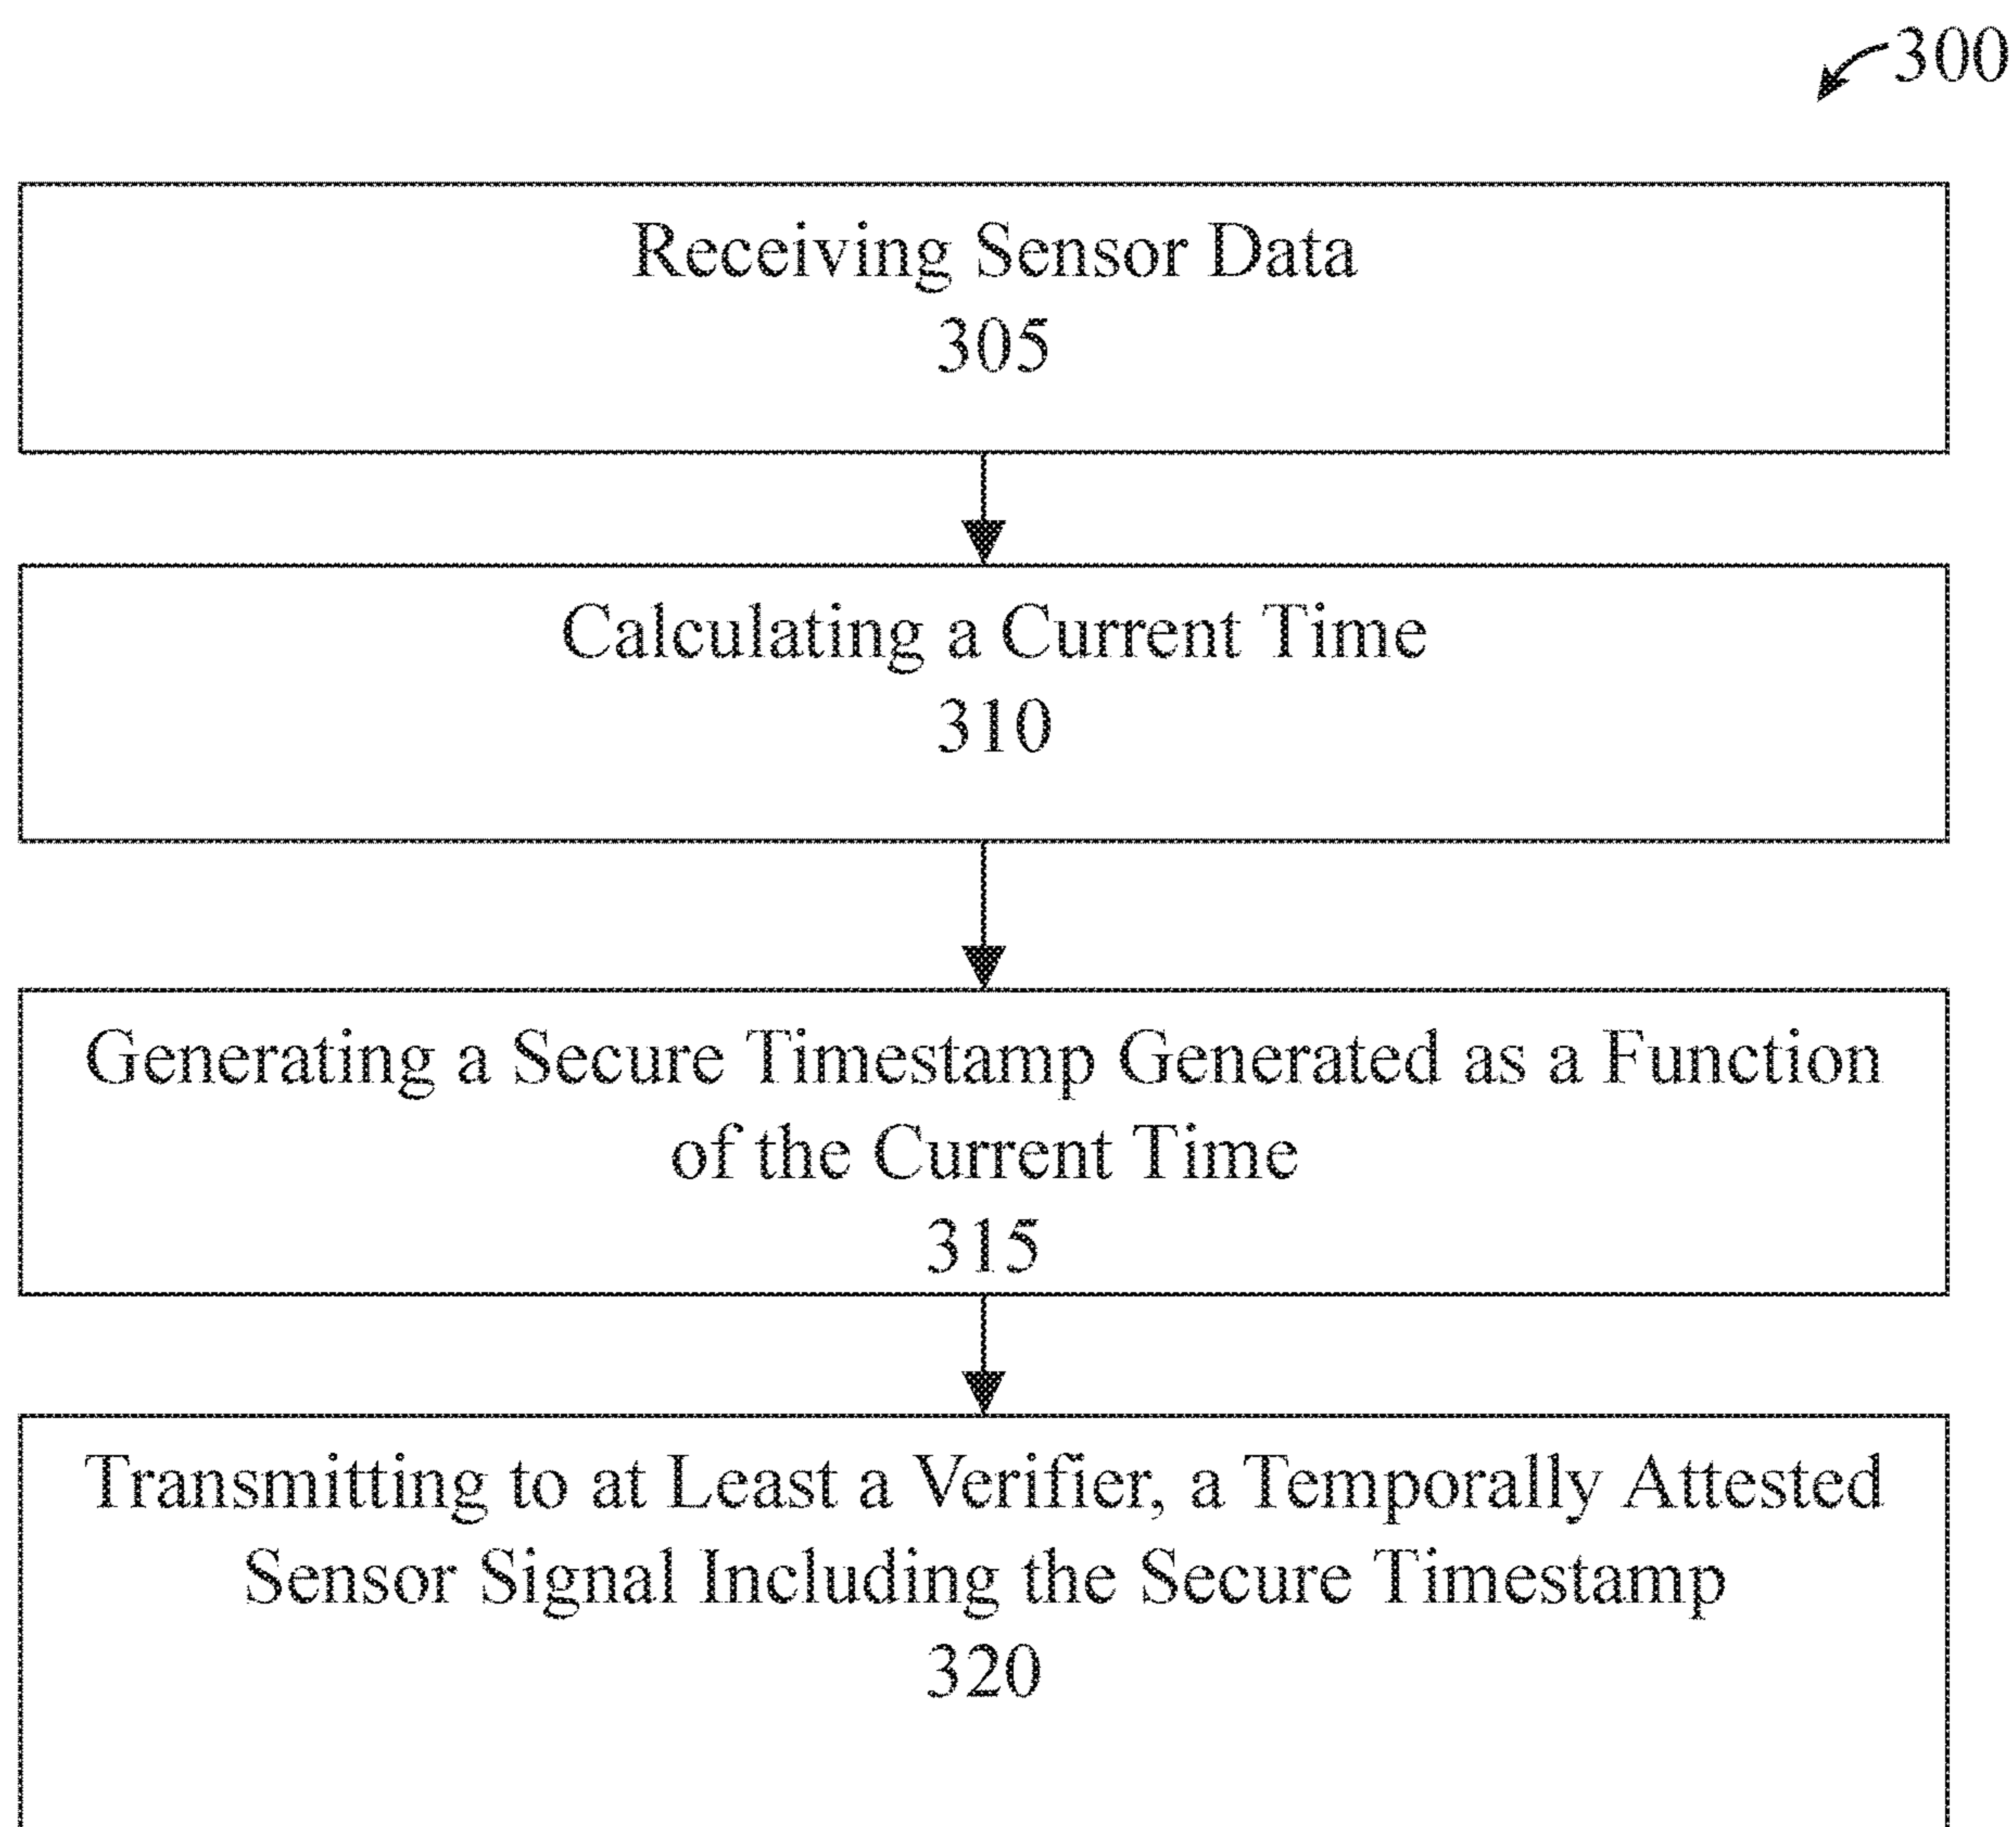 300
Receiving Sensor Data
305
Calculating a Current Time
310
Generating a Secure Timestamp Generated as a Function
of the Current Time
315
Transmitting to at Least a Verifier, a Temporally Attested
Sensor Signal Including the Secure Timestamp
320